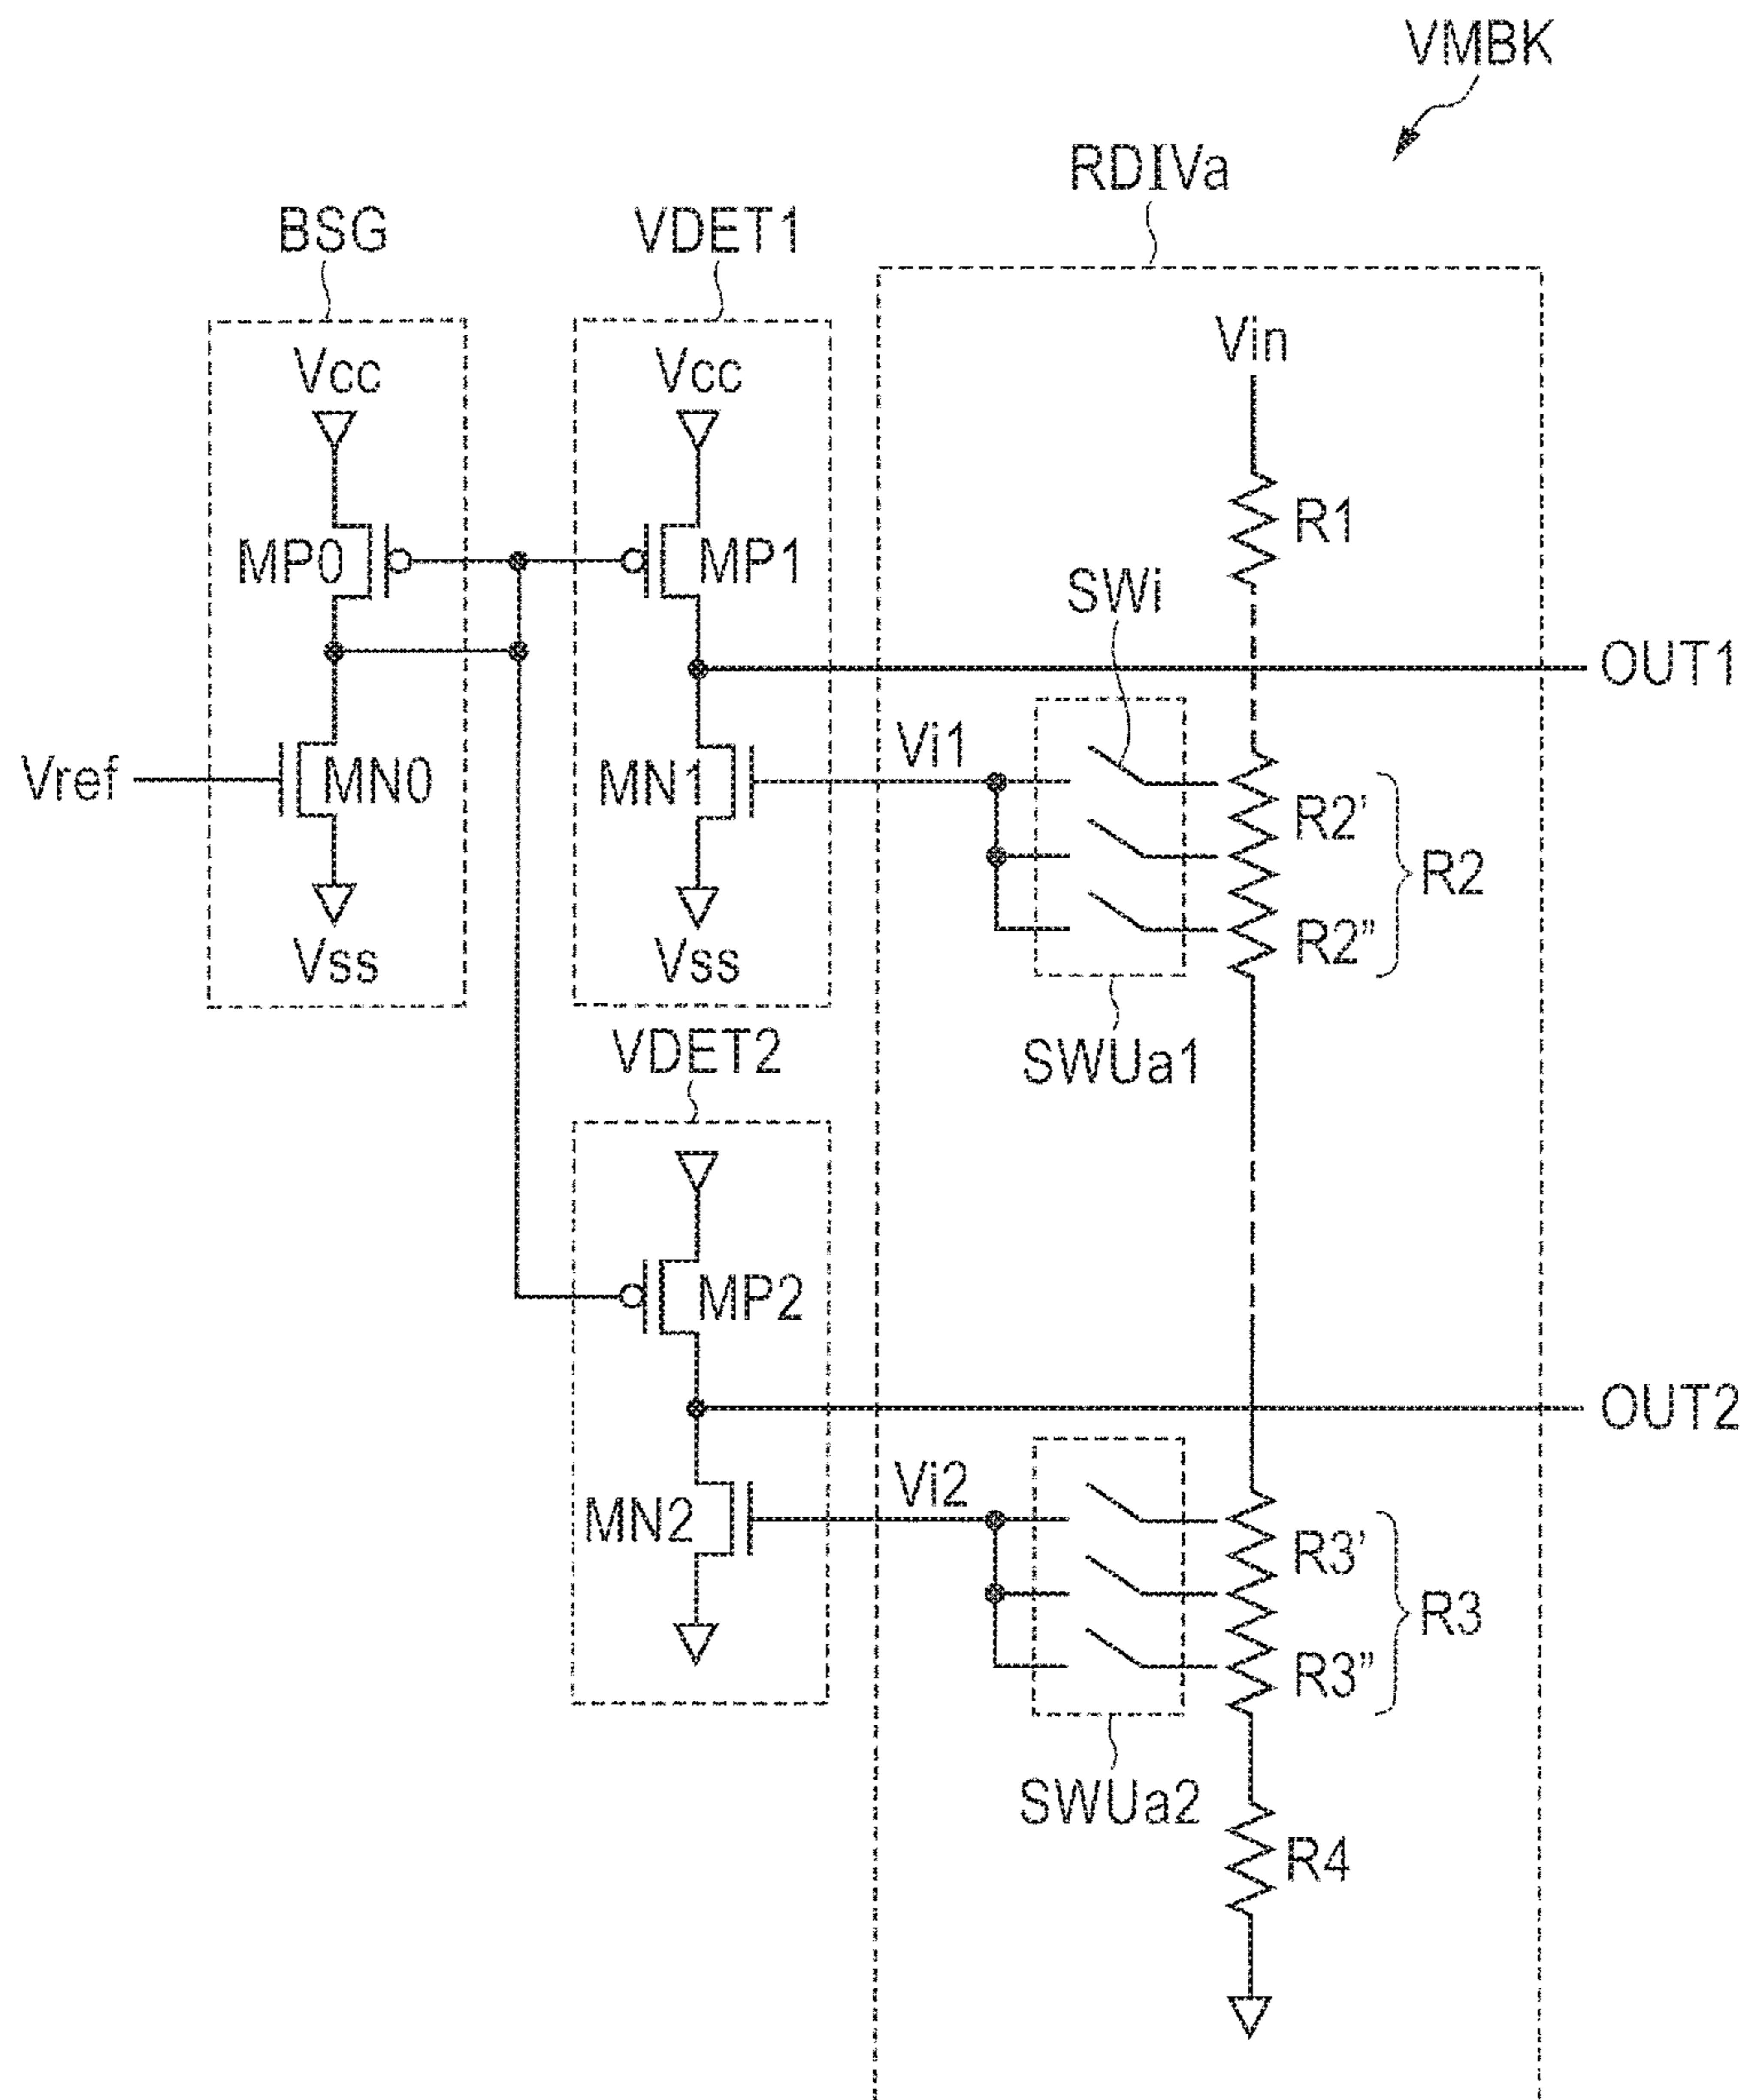 VMBK
RDIVa
BSG
VDET1
Vcc
Vcc
Vin
MP0
MP1
R1
SWi
OUT1
Vref
MN0
MN1
Vi1
R2'
R2
R2"
Vss
Vss
SWUa1
VDET2
MP2
OUT2
MN2
Vi2
R3'
R3
R3"
SWUa2
R4